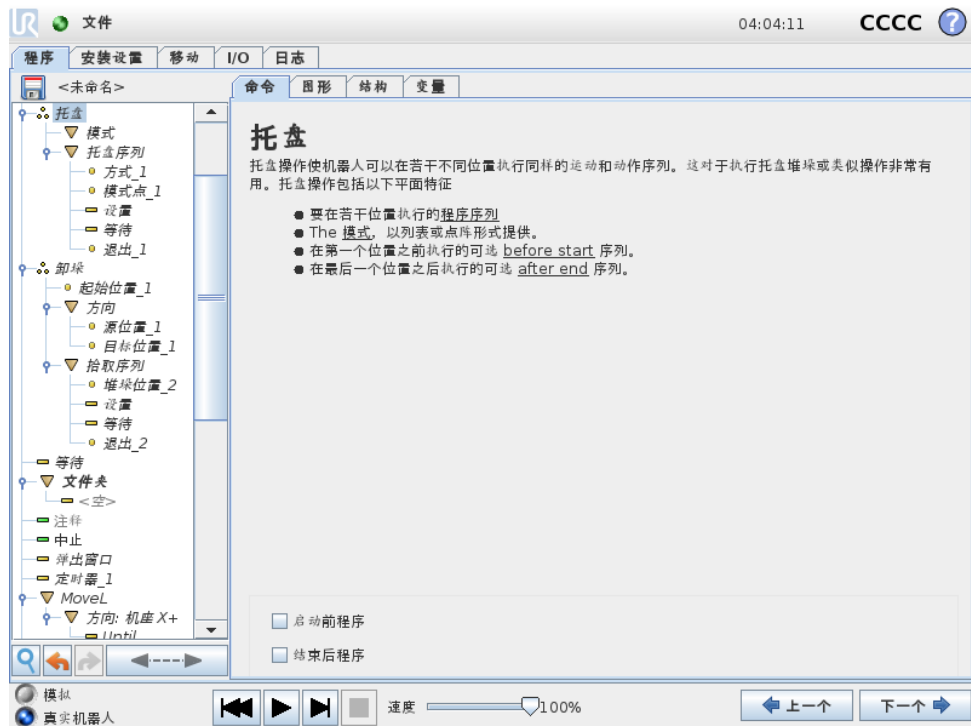 UR 文件 04:04:11 CCCC ?
程序 安装设置 移动 I/O 日志
<未命名>
命令 图形 结构 变量
托盘
模式
托盘序列
方式_1
模式点_1
设置
等待
退出_1
卸垛
起始位置_1
方向
源位置_1
目标位置_1
拾取序列
堆垛位置_2
设置
等待
退出_2
等待
文件夹
<空>
注释
中止
弹出窗口
定时器_1
MoveL
方向: 机座 X+
Until
托盘
托盘操作使机器人可以在若干不同位置执行同样的运动和动作序列。这对于执行托盘堆垛或类似操作非常有
用。托盘操作包括以下平面特征
要在若干位置执行的程序序列
The 模式, 以列表或点阵形式提供。
在第一个位置之前执行的可选 before start 序列。
在最后一个位置之后执行的可选 after end 序列。
启动前程序
结束后程序
模拟
真实机器人
速度 100%
上一个 下一个